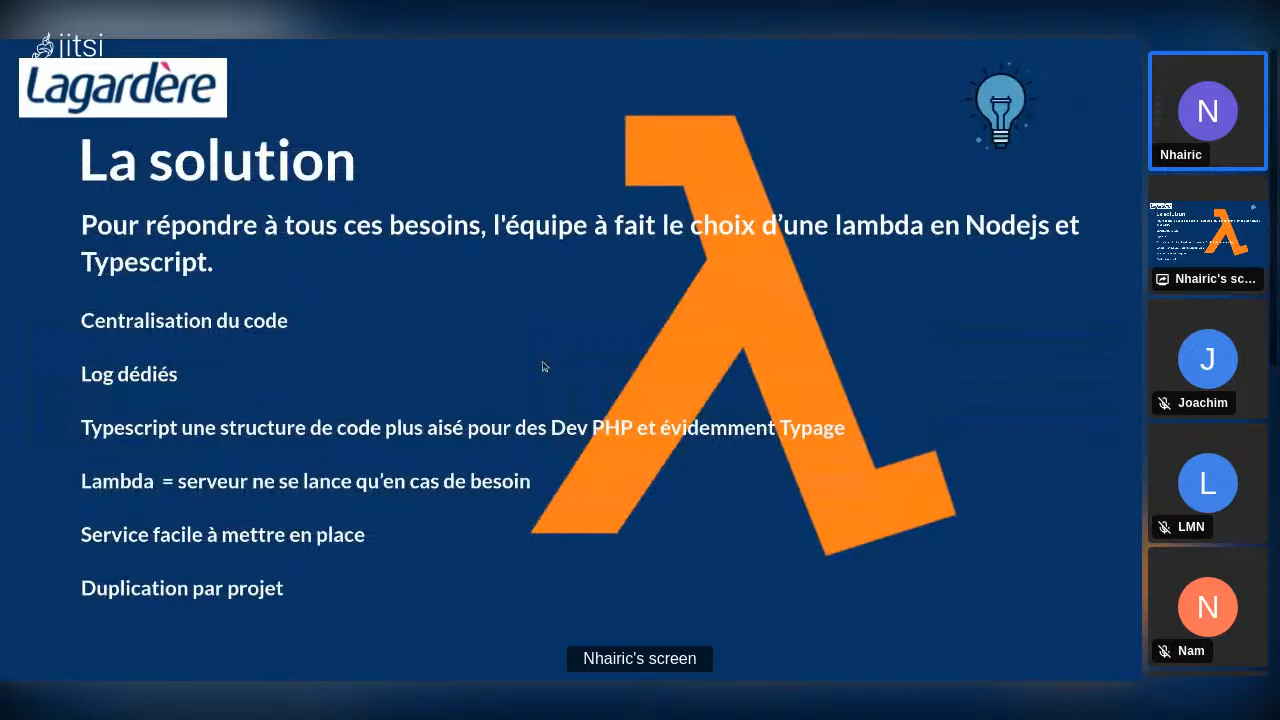 jitsi
Lagardère
La solution
Pour répondre à tous ces besoins, l'équipe à fait le choix d’une lambda en Nodejs et
Typescript.
Centralisation du code
Log dédiés
Typescript une structure de code plus aisé pour des Dev PHP et évidemment Typage
Lambda = serveur ne se lance qu’en cas de besoin
Service facile à mettre en place
Duplication par projet
Nhairic's screen
N
Nhairic
Nhairic's sc...
J
Joachim
L
LMN
N
Nam